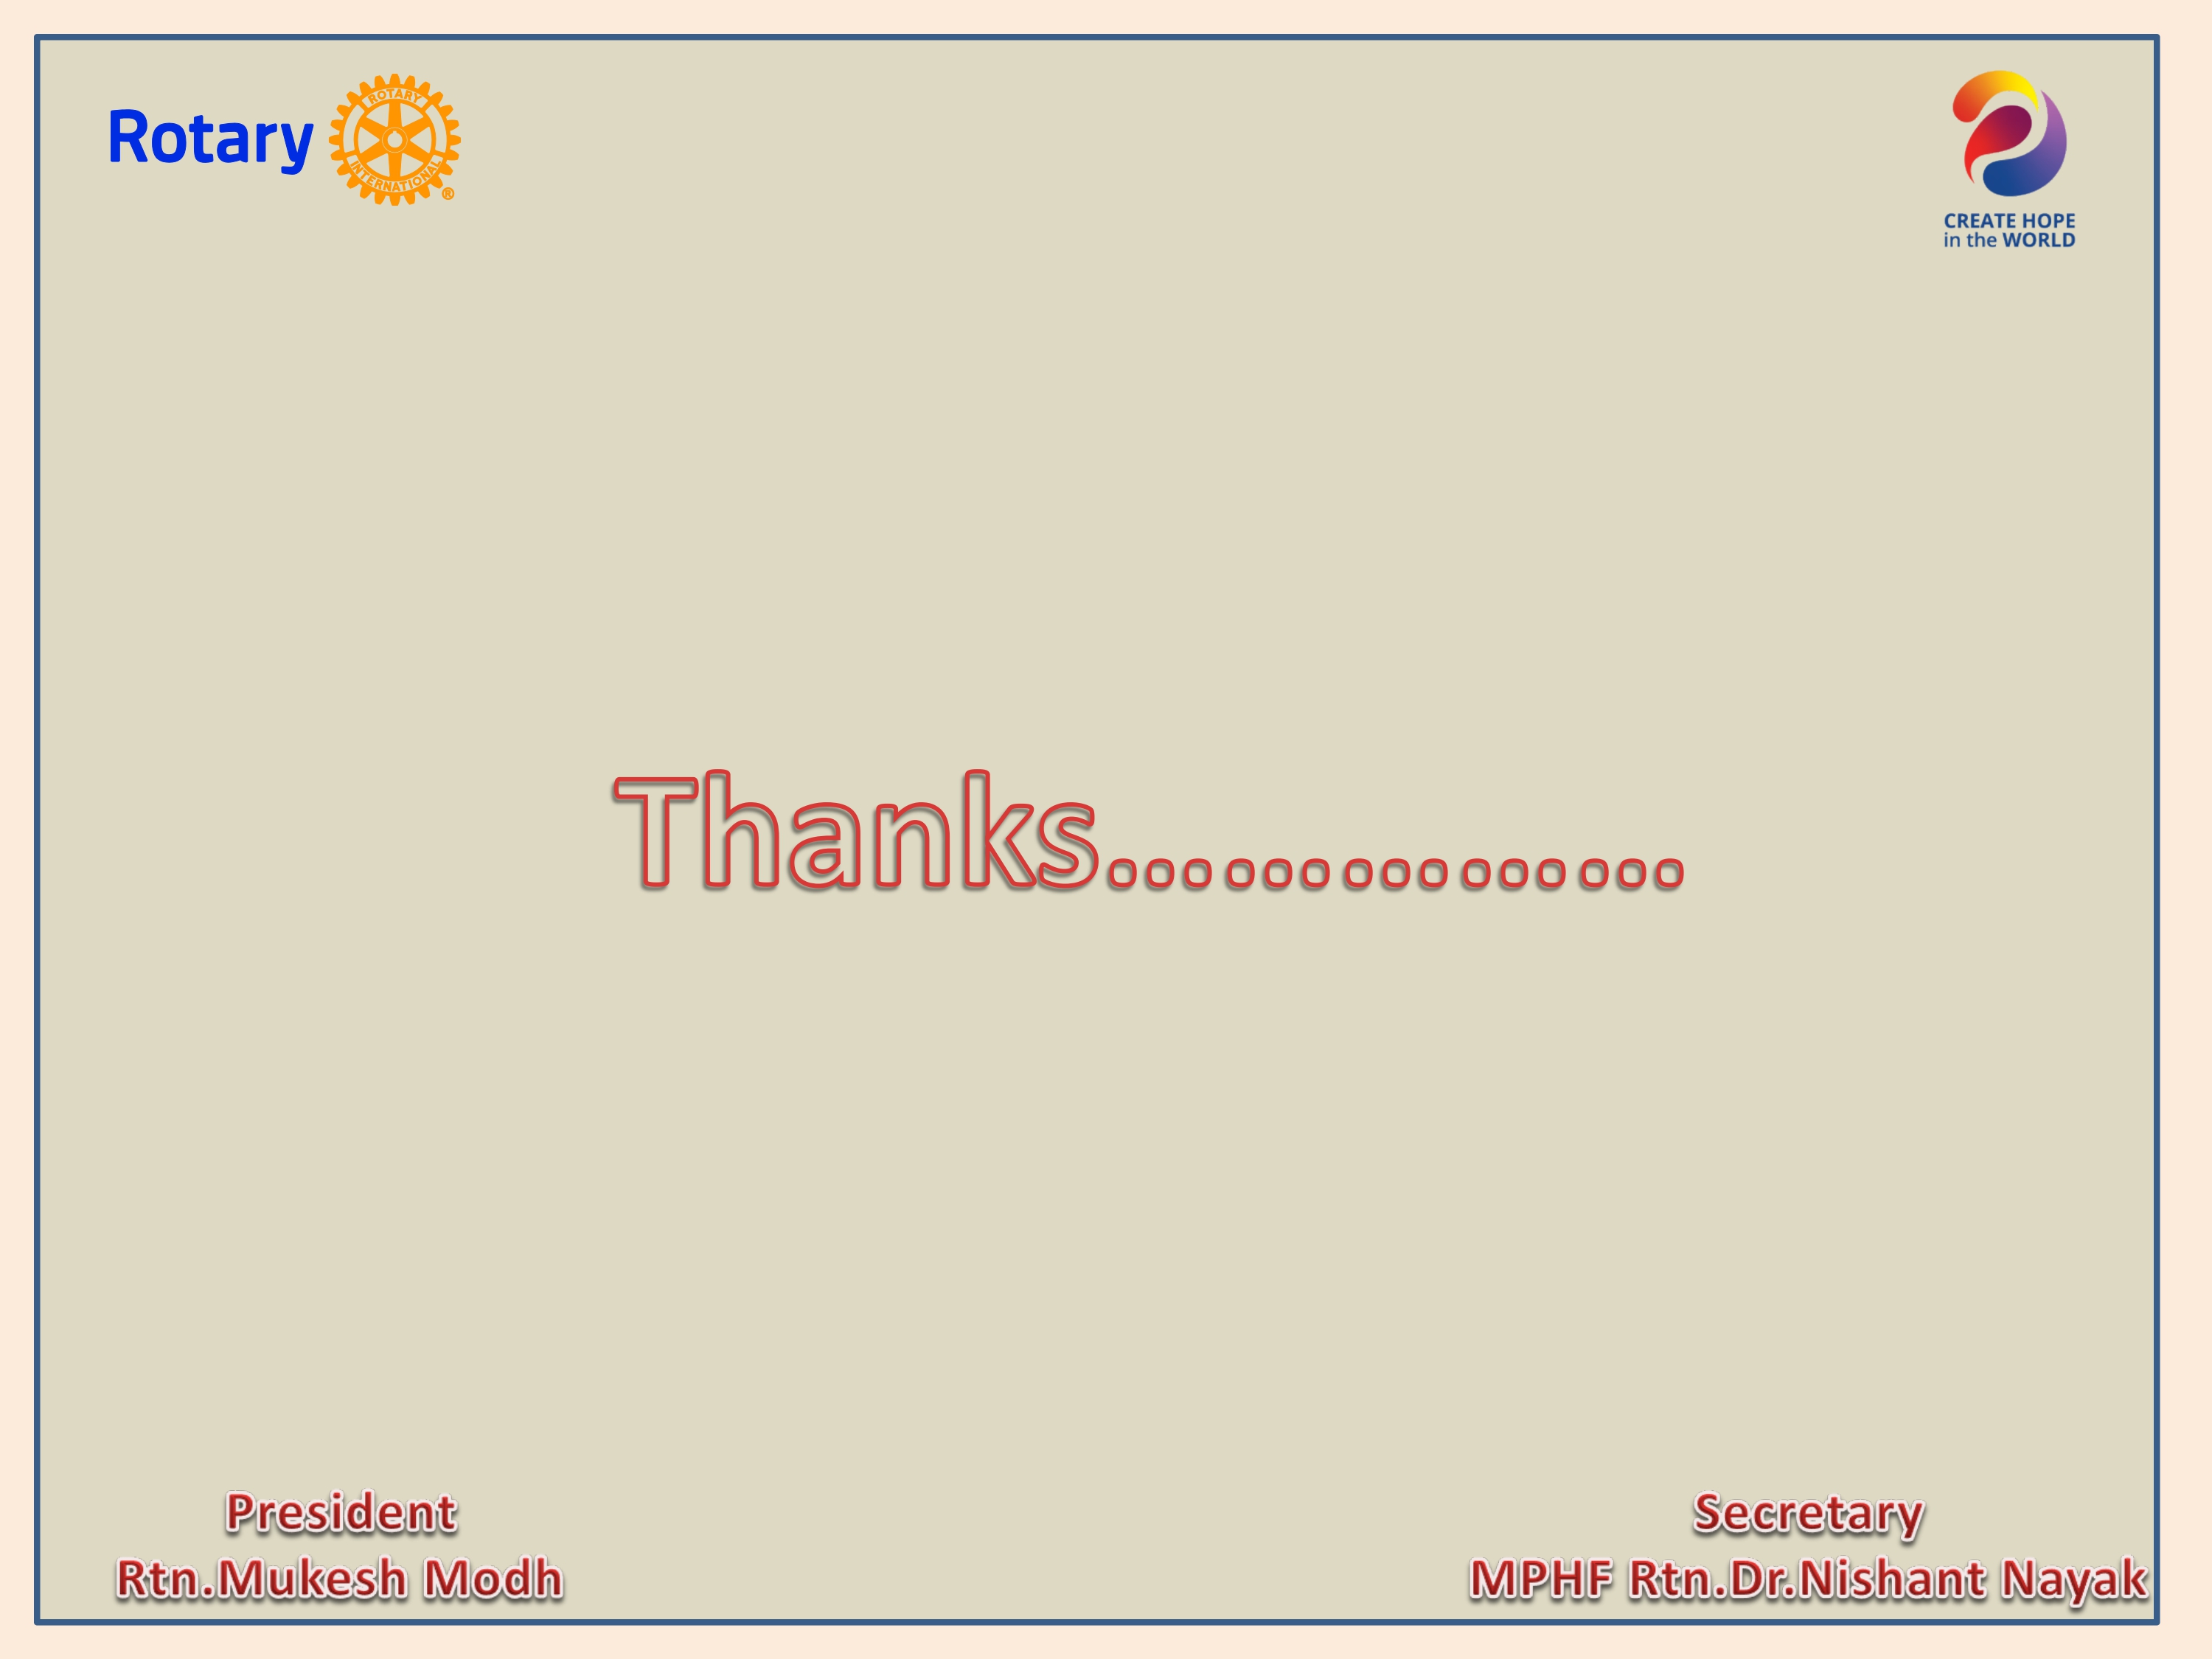 Rotary
ROTARY
INTERNATIONAL
®
CREATE HOPE
in the WORLD
Thanks……………
President
Rtn.Mukesh Modh
Secretary
MPHF Rtn.Dr.Nishant Nayak